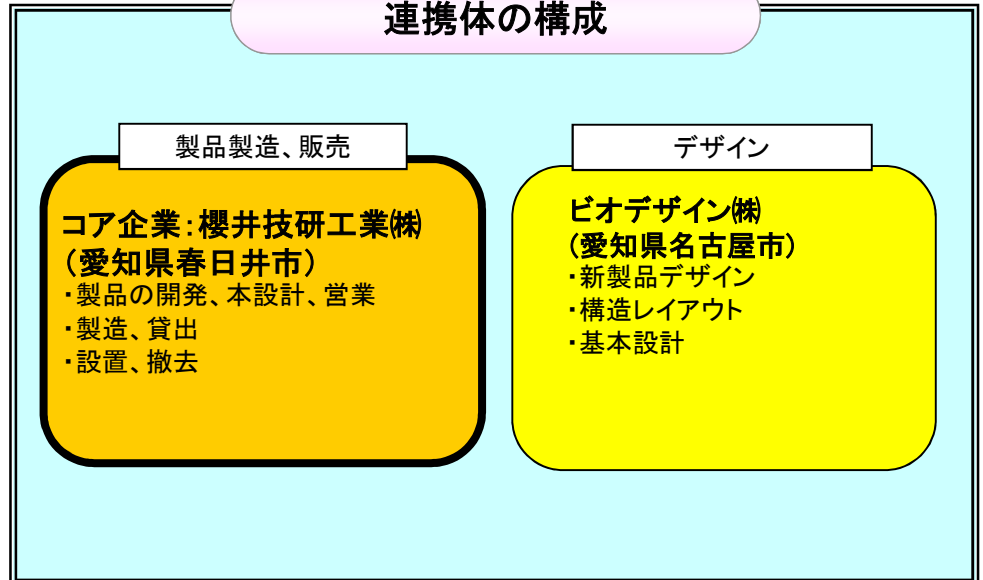 連携体の構成
製品製造、販売
コア企業：櫻井技研工業㈱
（愛知県春日井市）
・製品の開発、本設計、営業
・製造、貸出
・設置、撤去
デザイン
ビオデザイン㈱
（愛知県名古屋市）
・新製品デザイン
・構造レイアウト
・基本設計